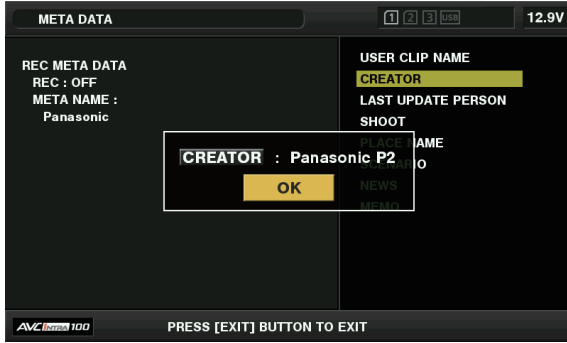 META DATA
1 2 3 USB
12.9V
REC META DATA
REC : OFF
META NAME :
Panasonic
USER CLIP NAME
CREATOR
LAST UPDATE PERSON
SHOOT
PLACE NAME
SCENARIO
NEWS
MEMO
CREATOR : Panasonic P2
OK
AVC INTRA 100
PRESS [EXIT] BUTTON TO EXIT